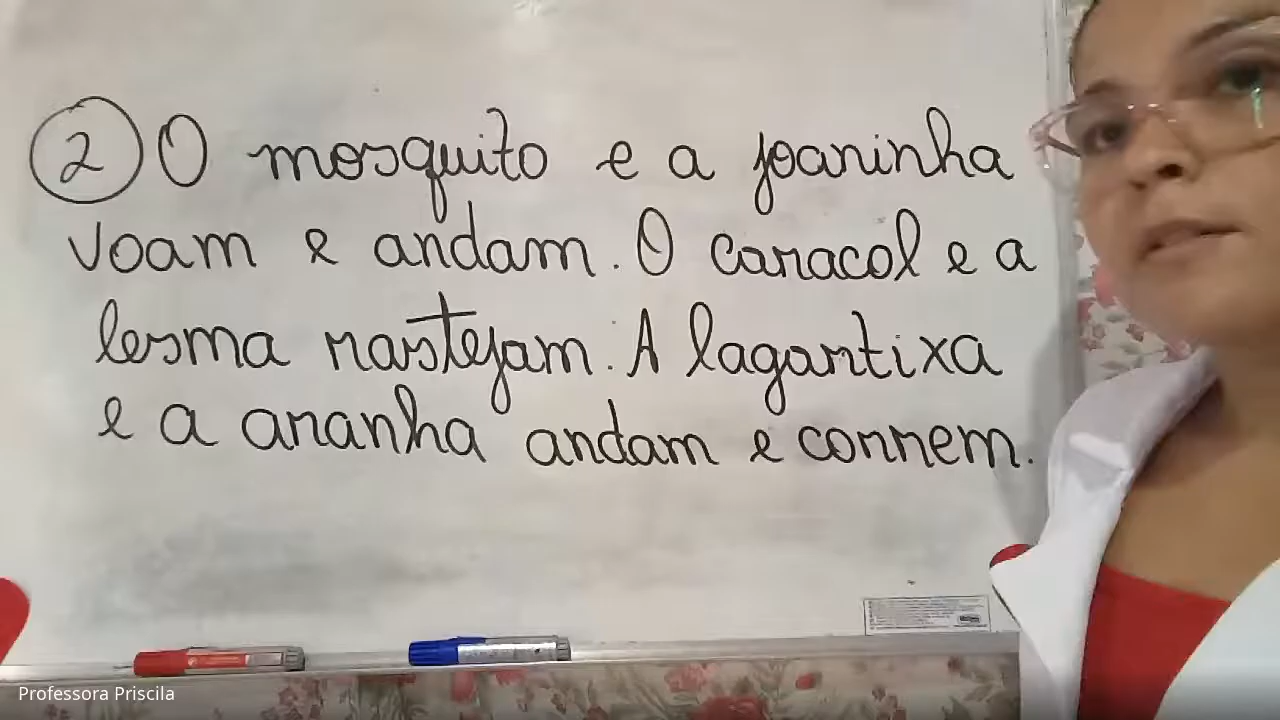 2 O mosquito e a joaninha
voam e andam. O caracol e a
lesma rastejam. A lagartixa
e a aranha andam e correm.
Professora Priscila